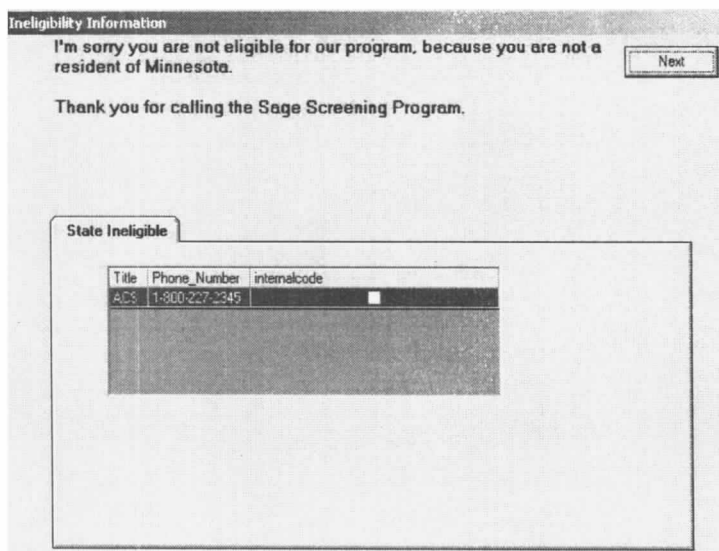 Ineligibility Information
I'm sorry you are not eligible for our program, because you are not a
resident of Minnesota.
Next
Thank you for calling the Sage Screening Program.
State Ineligible
Title Phone_Number internalcode
ACS 1-800-227-2345